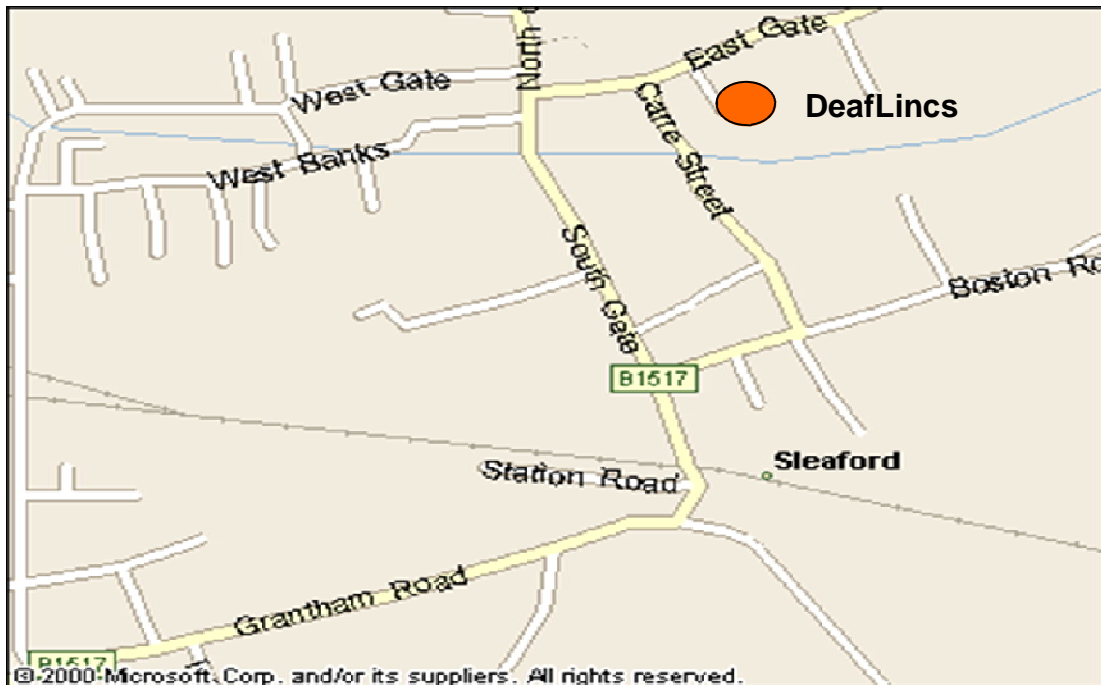 North
East Gate
West Gate
Carre Street
DeafLincs
West Banks
South Gate
Boston Ro
B1517
Sleaford
Station Road
Grantham Road
B1517
© 2000 Microsoft Corp. and/or its suppliers. All rights reserved.